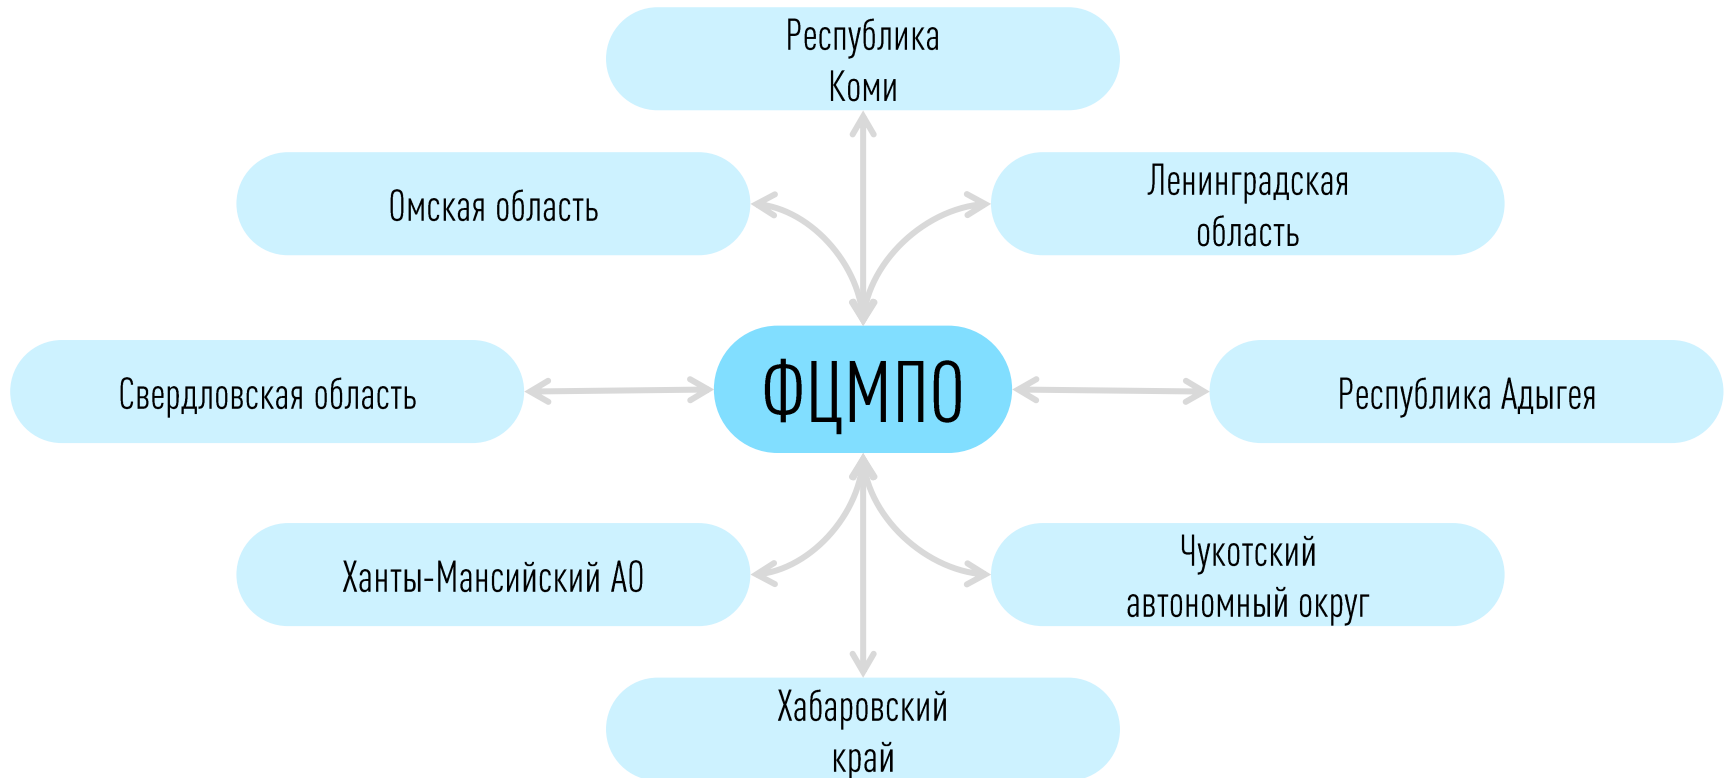 Республика
Коми
Омская область
Ленинградская
область
Свердловская область
ФЦМПО
Республика Адыгея
Ханты-Мансийский АО
Чукотский
автономный округ
Хабаровский
край